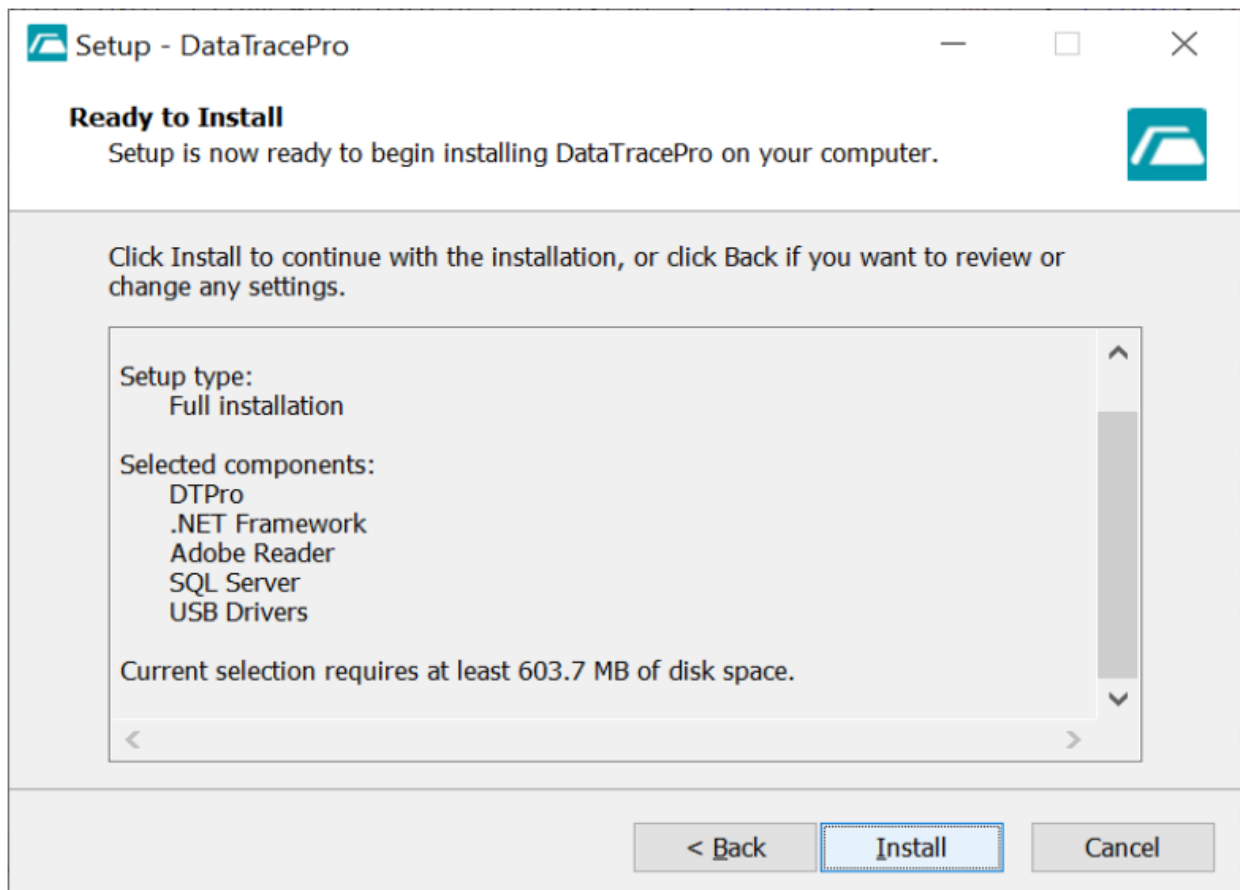 Setup - DataTracePro
Ready to Install
Setup is now ready to begin installing DataTracePro on your computer.
Click Install to continue with the installation, or click Back if you want to review or
change any settings.
Setup type:
Full installation
Selected components:
DTPro
.NET Framework
Adobe Reader
SQL Server
USB Drivers
Current selection requires at least 603.7 MB of disk space.
< Back
Install
Cancel